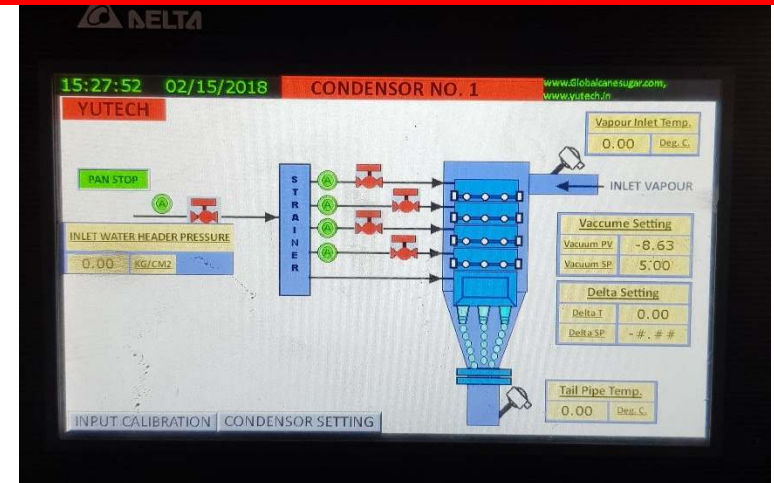 DELTA
15:27:52 02/15/2018 CONDENSOR NO. 1
www.Globalcanesugar.com,
www.yutech.in
YUTECH
Vapour Inlet Temp.
0.00 Deg. C.
PAN STOP
STRAINER
A
A
A
A
A
INLET VAPOUR
INLET WATER HEADER PRESSURE
0.00 KG/CM2
Vaccume Setting
Vacuum PV -8.63
Vacuum SP 5.00
Delta Setting
Delta T 0.00
Delta SP -#.##
Tail Pipe Temp.
0.00 Deg. C.
INPUT CALIBRATION CONDENSOR SETTING